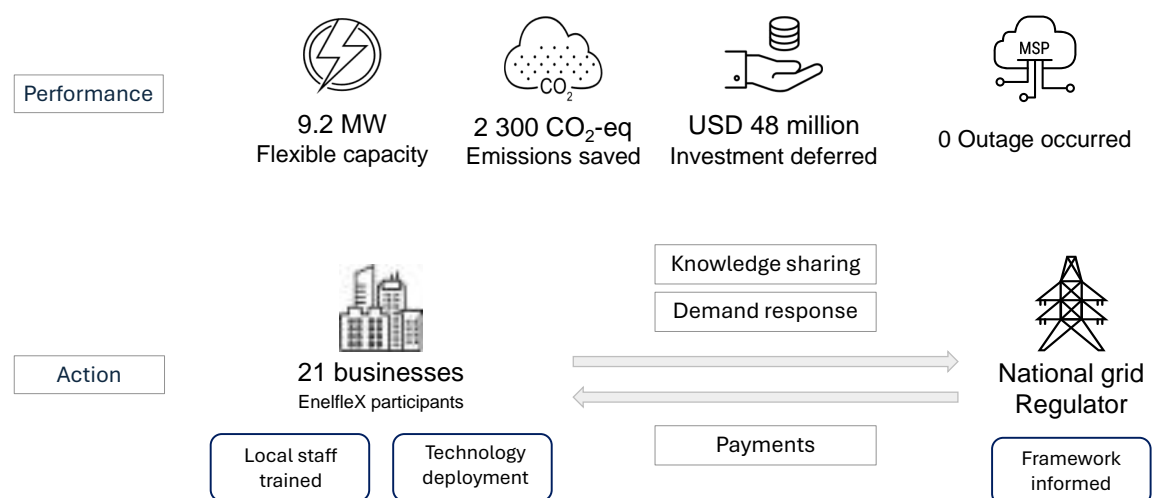 Performance
9.2 MW
Flexible capacity
CO₂
2 300 CO₂-eq
Emissions saved
USD 48 million
Investment deferred
MSP
0 Outage occurred
Action
21 businesses
EnelfleX participants
Local staff
trained
Technology
deployment
Knowledge sharing
Demand response
Payments
National grid
Regulator
Framework
informed